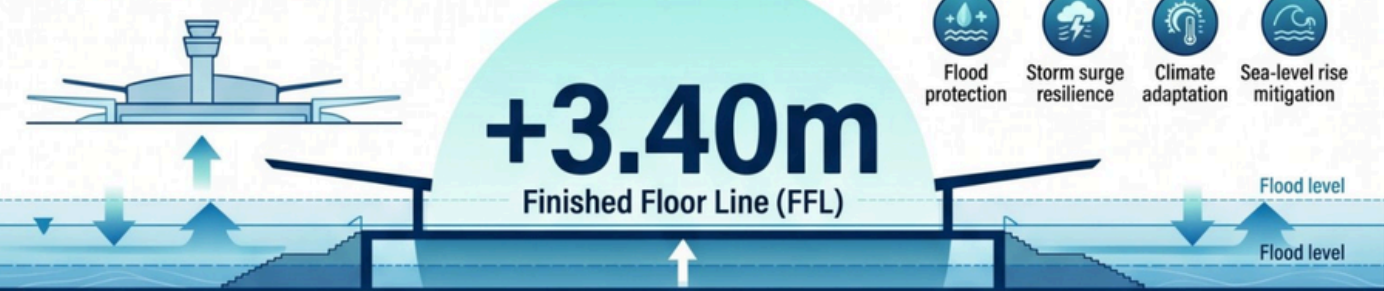 +3.40m
Finished Floor Line (FFL)
Flood
protection
Storm surge
resilience
Climate
adaptation
Sea-level rise
mitigation
Flood level
Flood level